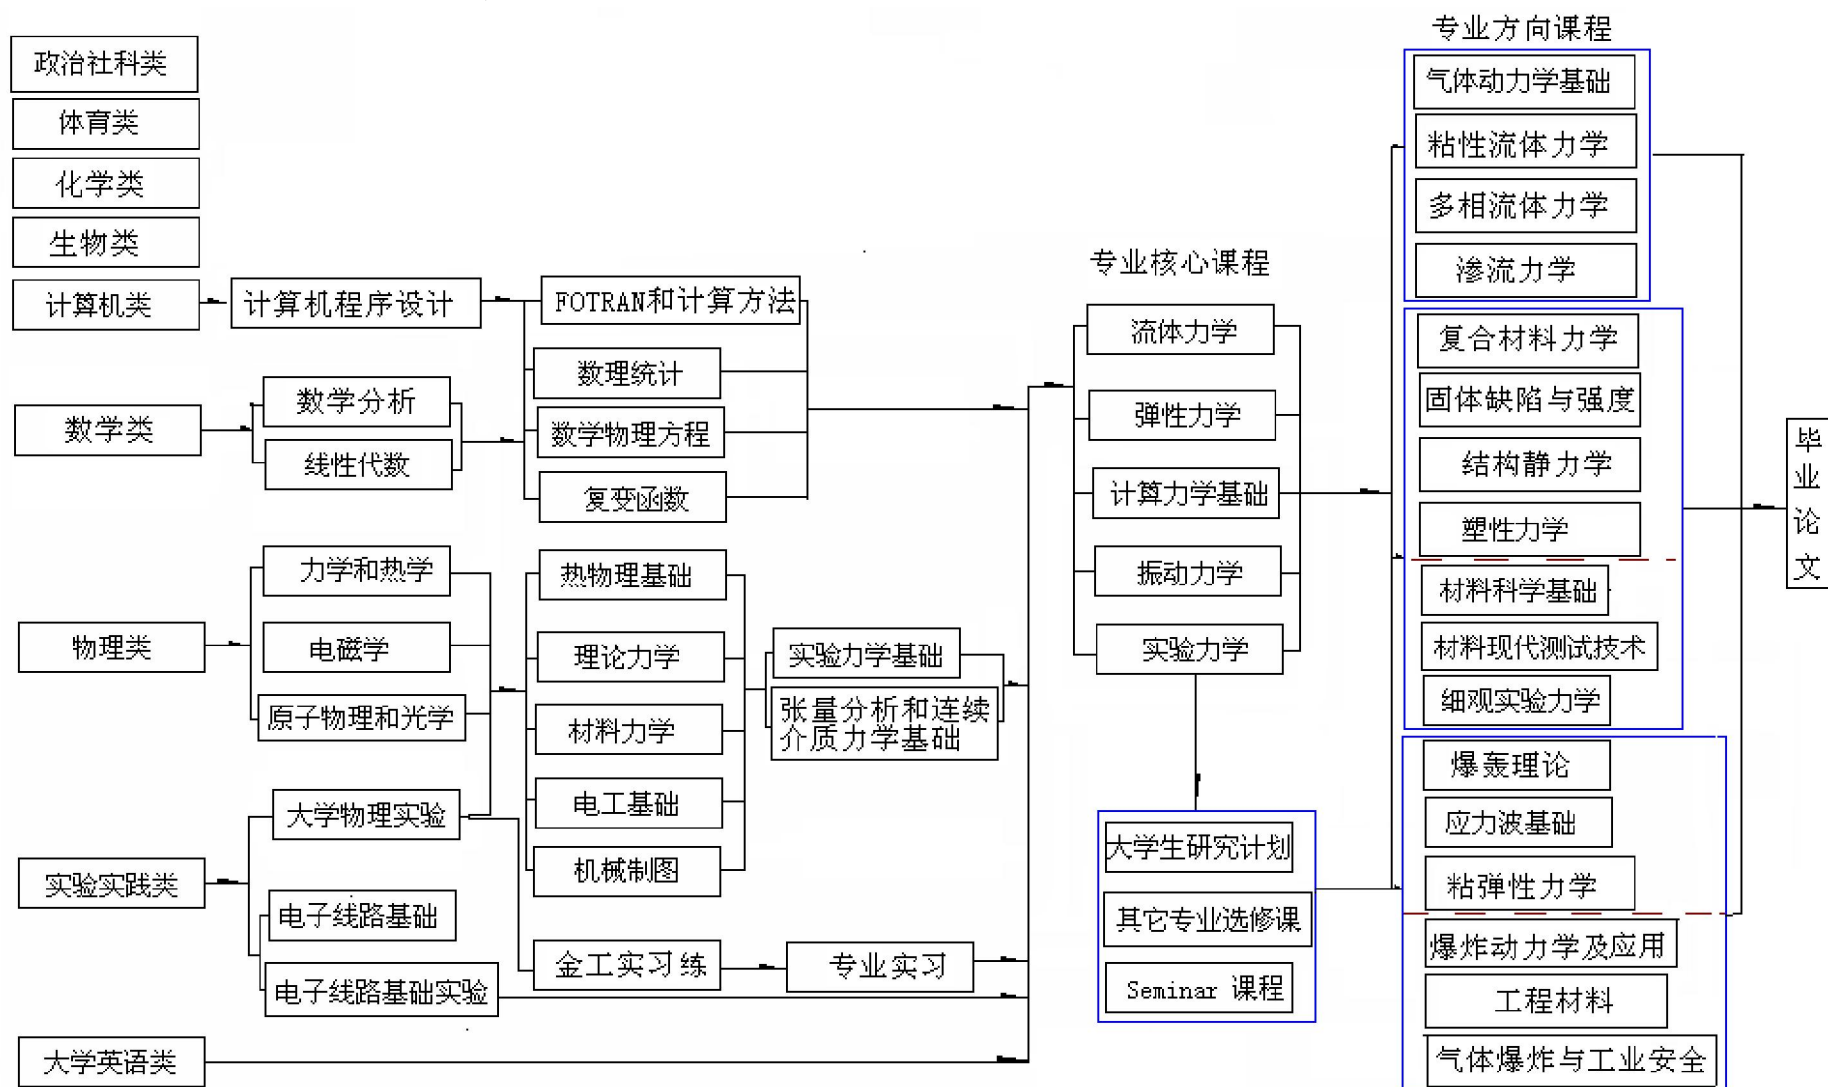 政治社科类
体育类
化学类
生物类
计算机类
数学类
物理类
实验实践类
大学英语类
计算机程序设计
数学分析
线性代数
力学和热学
电磁学
原子物理和光学
大学物理实验
电子线路基础
电子线路基础实验
FOTRAN和计算方法
数理统计
数学物理方程
复变函数
热物理基础
理论力学
材料力学
电工基础
机械制图
金工实习练
实验力学基础
张量分析和连续
介质力学基础
专业实习
专业核心课程
流体力学
弹性力学
计算力学基础
振动力学
实验力学
大学生研究计划
其它专业选修课
Seminar 课程
专业方向课程
气体动力学基础
粘性流体力学
多相流体力学
渗流力学
复合材料力学
固体缺陷与强度
结构静力学
塑性力学
材料科学基础
材料现代测试技术
细观实验力学
爆轰理论
应力波基础
粘弹性力学
爆炸动力学及应用
工程材料
气体爆炸与工业安全
毕业论文